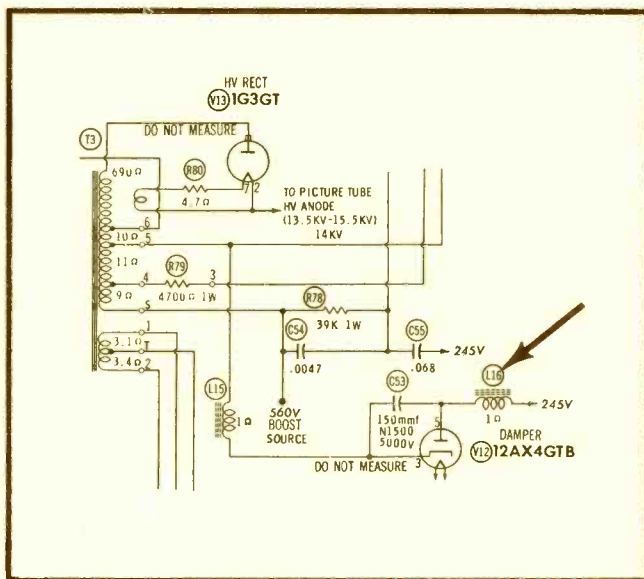 HV RECT
V13 1G3GT
DO NOT MEASURE
T3
R80
690Ω
4.7Ω
7 2
TO PICTURE TUBE
HV ANODE
(13.5KV-15.5KV)
14KV
6
10Ω
5
11Ω
R79
4
3
9Ω
4700Ω 1W
S
R78
39K 1W
1
3.1Ω
T
3.4Ω
2
C54
.0047
C55
.068
245V
L16
L15
1Ω
560V
BOOST
SOURCE
C53
150mmf
N1500
5000V
5
1Ω
245V
DAMPER
3
V12 12AX4GTB
DO NOT MEASURE